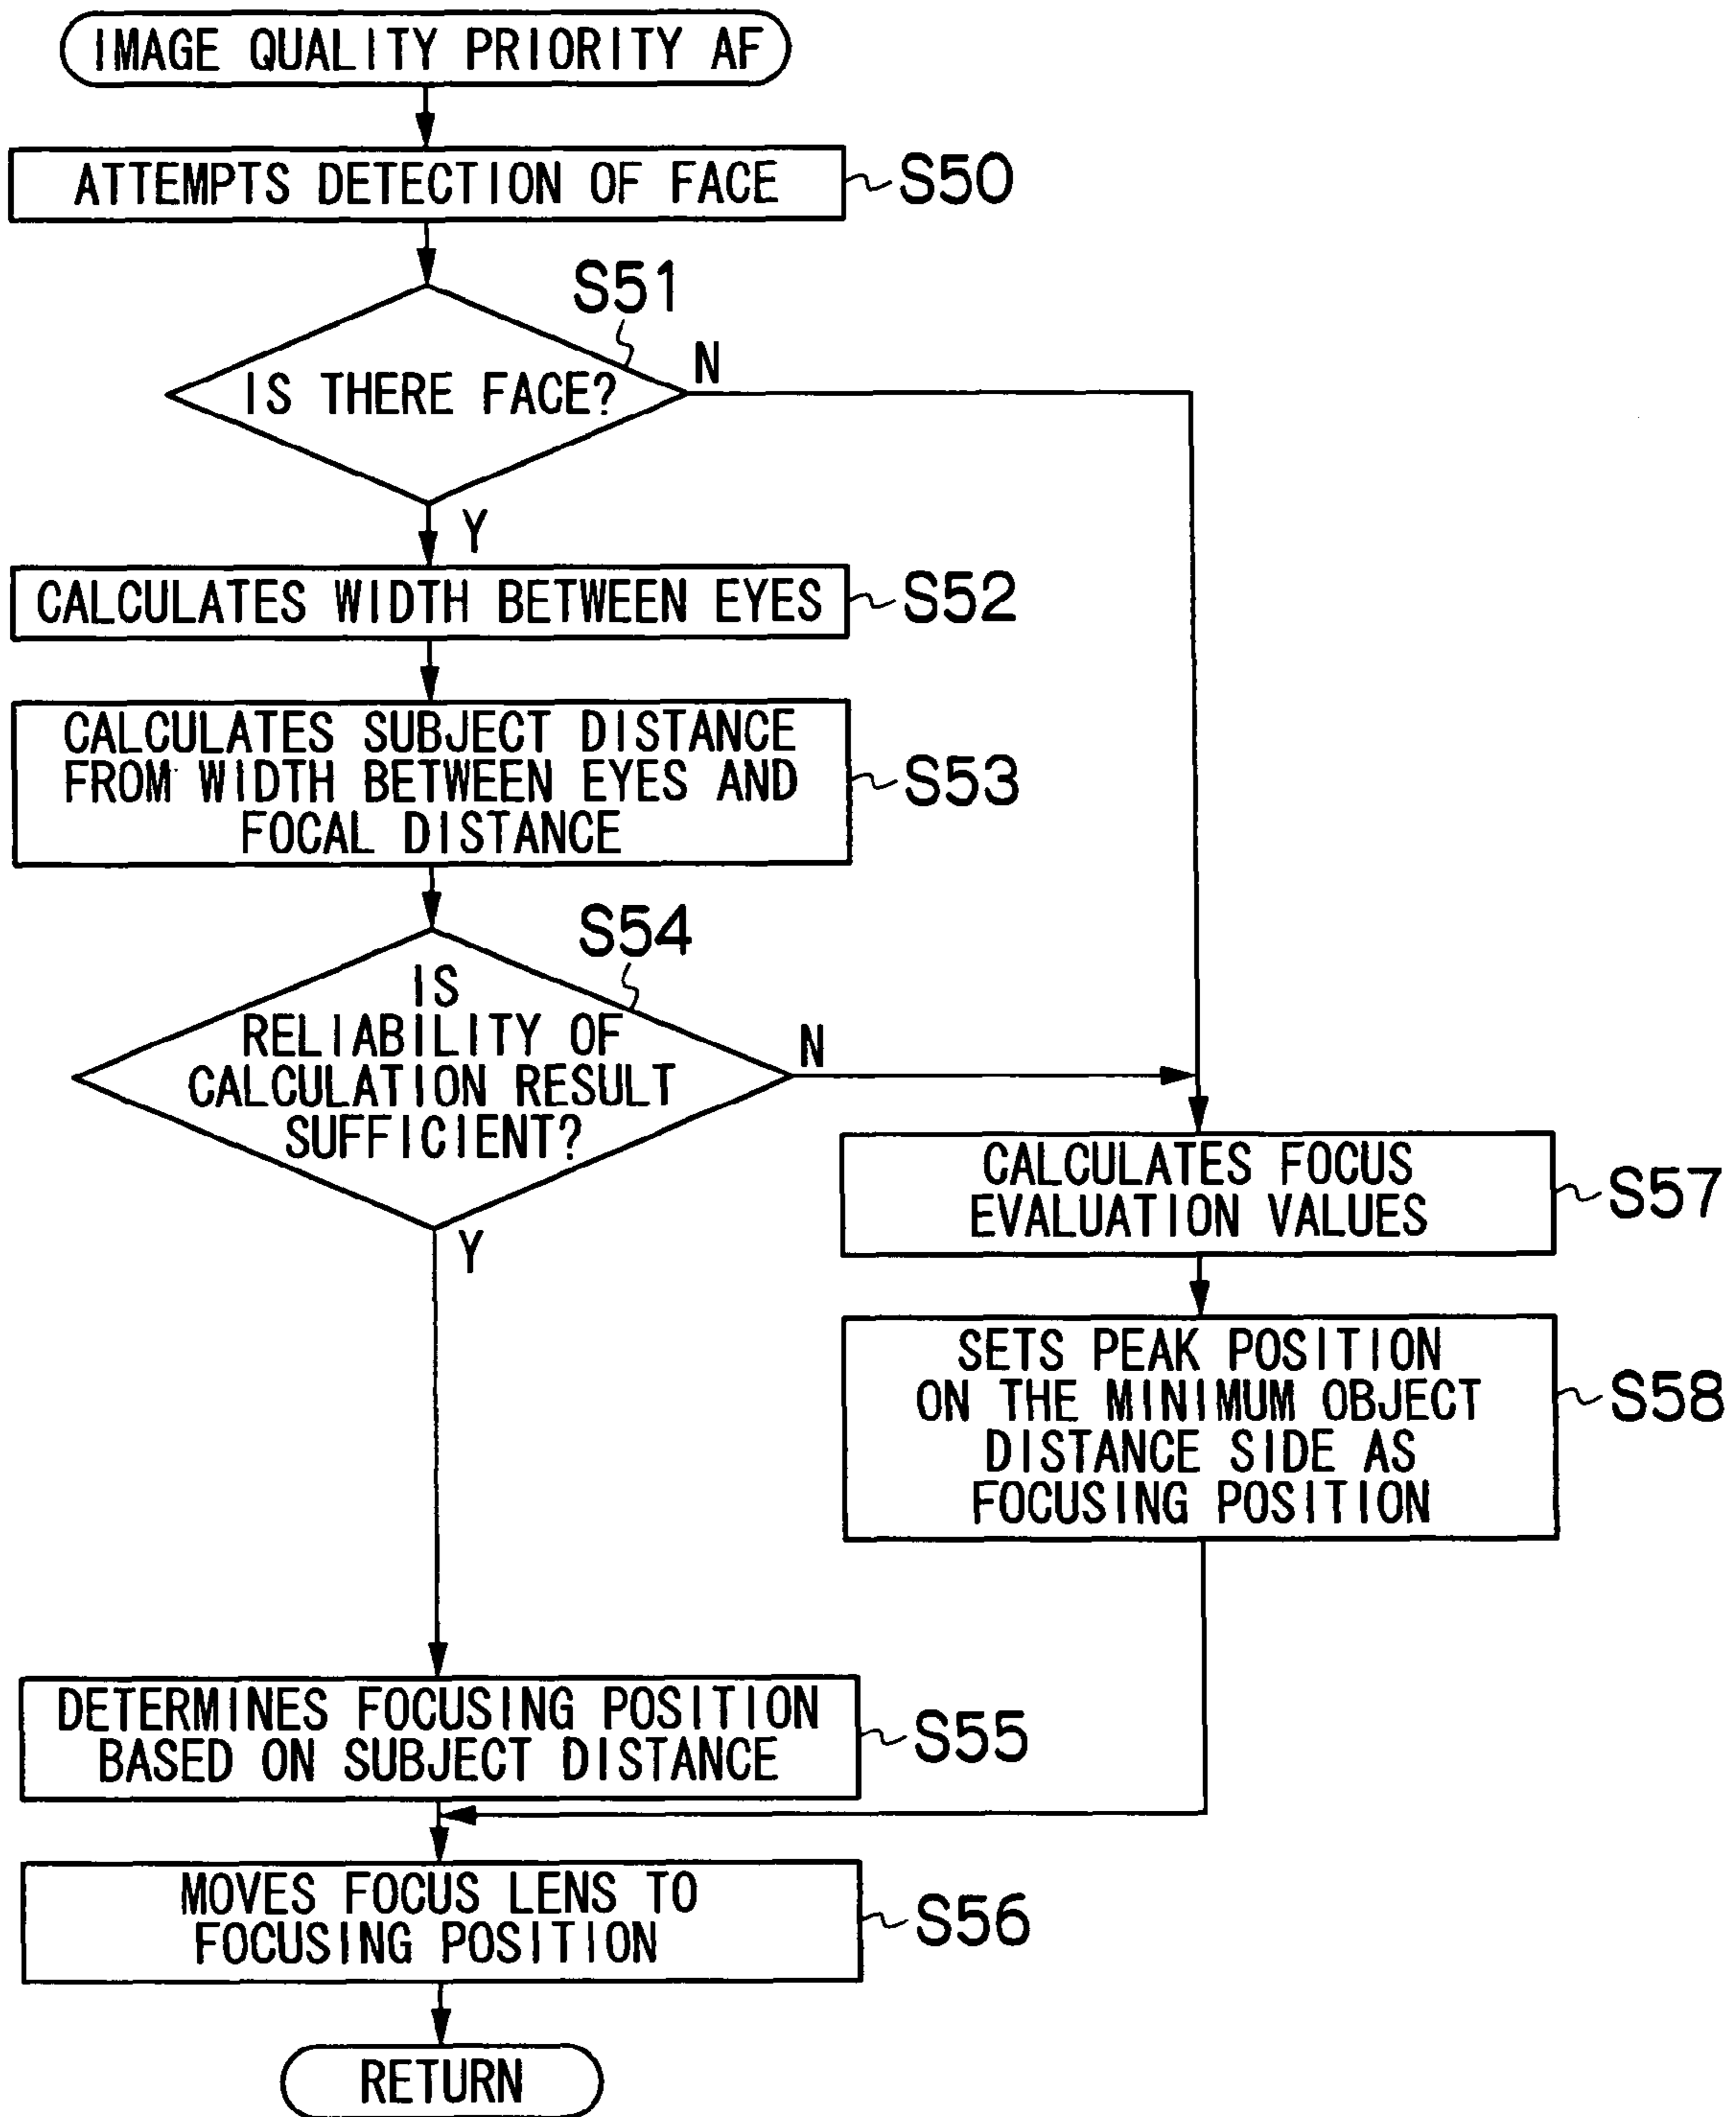 IMAGE QUALITY PRIORITY AF
ATTEMPTS DETECTION OF FACE
S50
S51
IS THERE FACE?
N
Y
CALCULATES WIDTH BETWEEN EYES
S52
CALCULATES SUBJECT DISTANCE
FROM WIDTH BETWEEN EYES AND
FOCAL DISTANCE
S53
S54
IS
RELIABILITY OF
CALCULATION RESULT
SUFFICIENT?
N
Y
CALCULATES FOCUS
EVALUATION VALUES
S57
SETS PEAK POSITION
ON THE MINIMUM OBJECT
DISTANCE SIDE AS
FOCUSING POSITION
S58
DETERMINES FOCUSING POSITION
BASED ON SUBJECT DISTANCE
S55
MOVES FOCUS LENS TO
FOCUSING POSITION
S56
RETURN